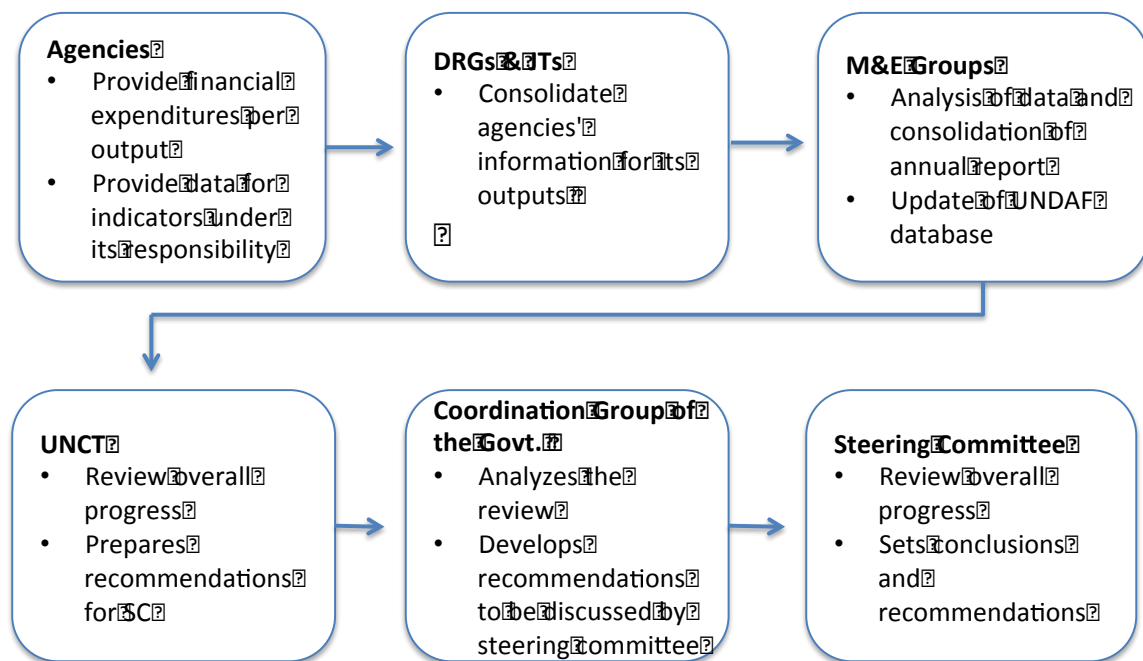 Agencies
• Provide financial
expenditures per
output
• Provide data for
indicators under
its responsibility
DRGs & JTs
• Consolidate
agencies'
information for its
outputs
M&E Groups
• Analysis of data and
consolidation of
annual report
• Update of UNDAF
database
UNCT
• Review overall
progress
• Prepares
recommendations
for SC
Coordination Group of
the Govt.
• Analyzes the
review
• Develops
recommendations
to be discussed by
steering committee
Steering Committee
• Review overall
progress
• Sets conclusions
and
recommendations